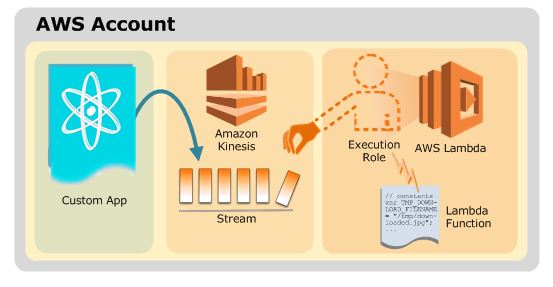 AWS Account
Custom App
Amazon
Kinesis
Stream
Execution
Role
AWS Lambda
// constants
var TMP_DOWN-
LOAD_FILENAME
= "/tmp/down-
loaded.jpg";
...
Lambda
Function